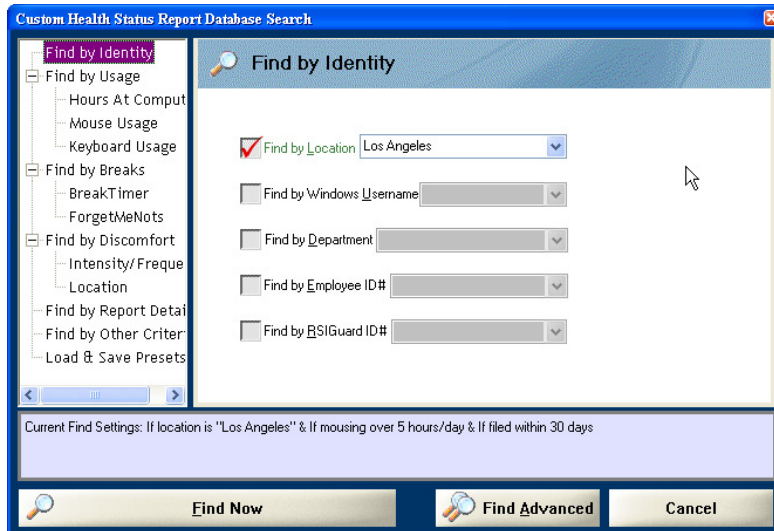 Custom Health Status Report Database Search
Find by Identity
Find by Usage
Hours At Comput
Mouse Usage
Keyboard Usage
Find by Breaks
BreakTimer
ForgetMeNots
Find by Discomfort
Intensity/Freque
Location
Find by Report Detai
Find by Other Criter
Load & Save Presets
Find by Identity
Find by Location Los Angeles
Find by Windows Username
Find by Department
Find by Employee ID#
Find by RSIGuard ID#
Current Find Settings: If location is "Los Angeles" & If mousing over 5 hours/day & If filed within 30 days
Find Now
Find Advanced
Cancel